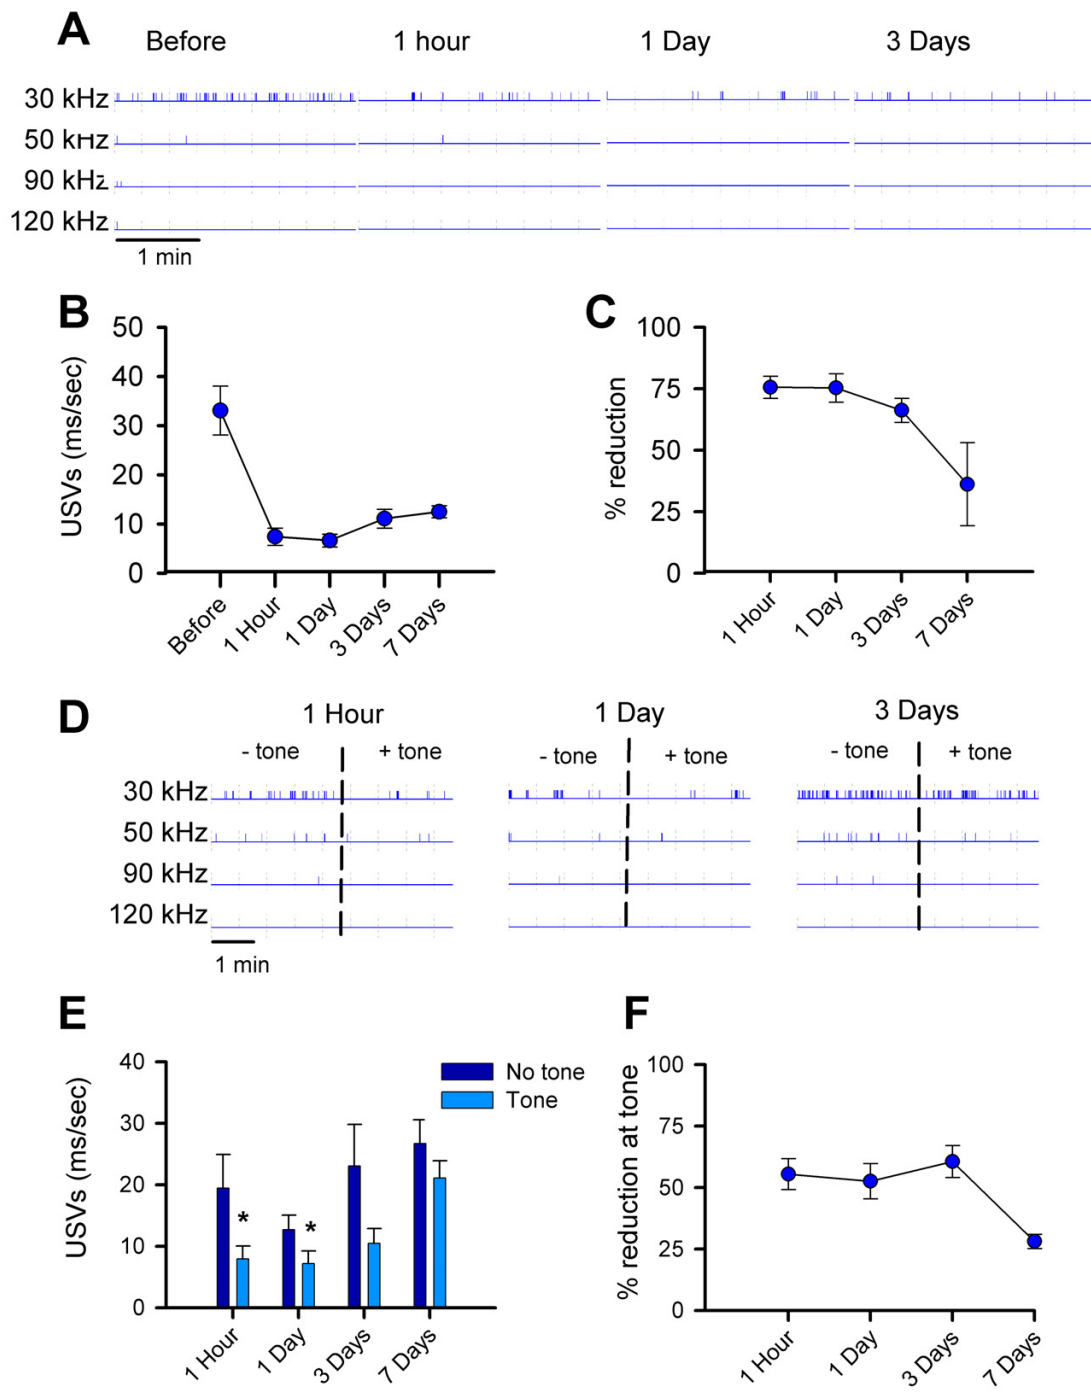 A
Before 1 hour 1 Day 3 Days
30 kHz
50 kHz
90 kHz
120 kHz
1 min
B
50
40
30
20
10
0
USVs (ms/sec)
Before 1 Hour 1 Day 3 Days 7 Days
C
100
75
50
25
0
% reduction
1 Hour 1 Day 3 Days 7 Days
D
1 Hour 1 Day 3 Days
- tone + tone - tone + tone - tone + tone
30 kHz
50 kHz
90 kHz
120 kHz
1 min
E
40
30
20
10
0
USVs (ms/sec)
No tone
Tone
* *
1 Hour 1 Day 3 Days 7 Days
F
100
75
50
25
0
% reduction at tone
1 Hour 1 Day 3 Days 7 Days